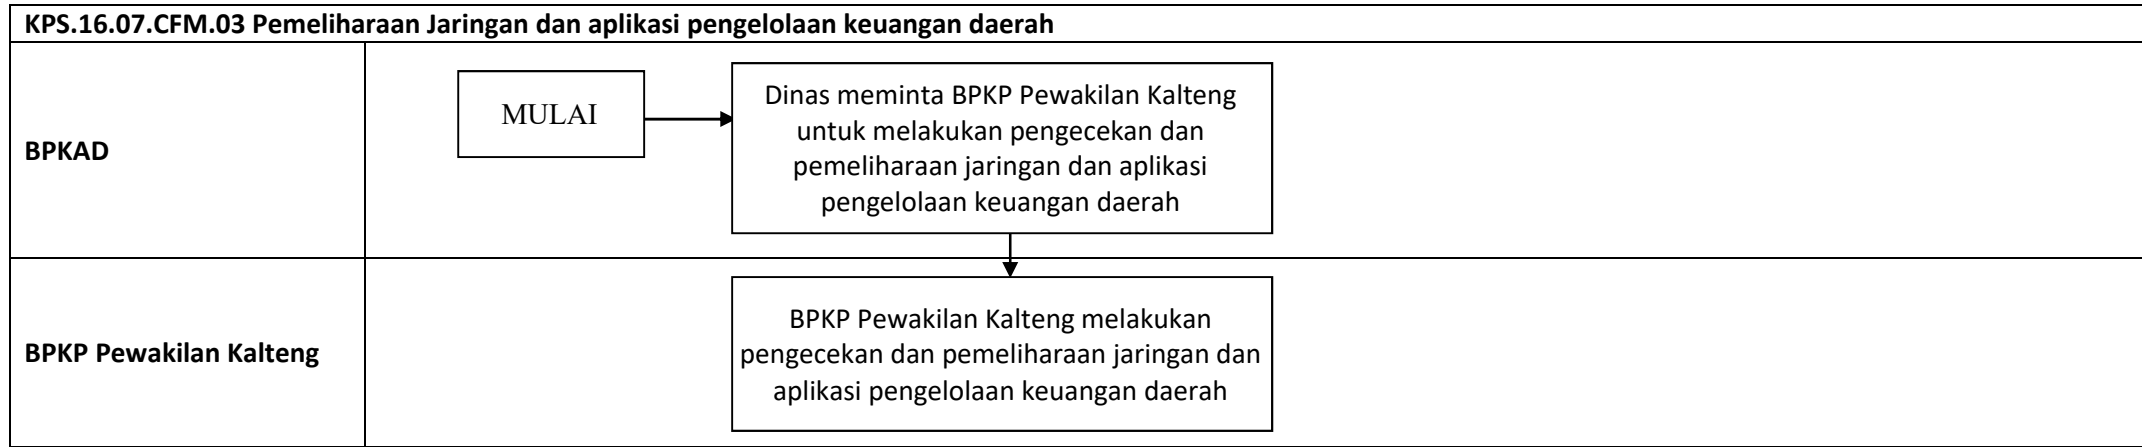 KPS.16.07.CFM.03 Pemeliharaan Jaringan dan aplikasi pengelolaan keuangan daerah
BPKAD
MULAI
Dinas meminta BPKP Pewakilan Kalteng
untuk melakukan pengecekan dan
pemeliharaan jaringan dan aplikasi
pengelolaan keuangan daerah
BPKP Pewakilan Kalteng
BPKP Pewakilan Kalteng melakukan
pengecekan dan pemeliharaan jaringan dan
aplikasi pengelolaan keuangan daerah